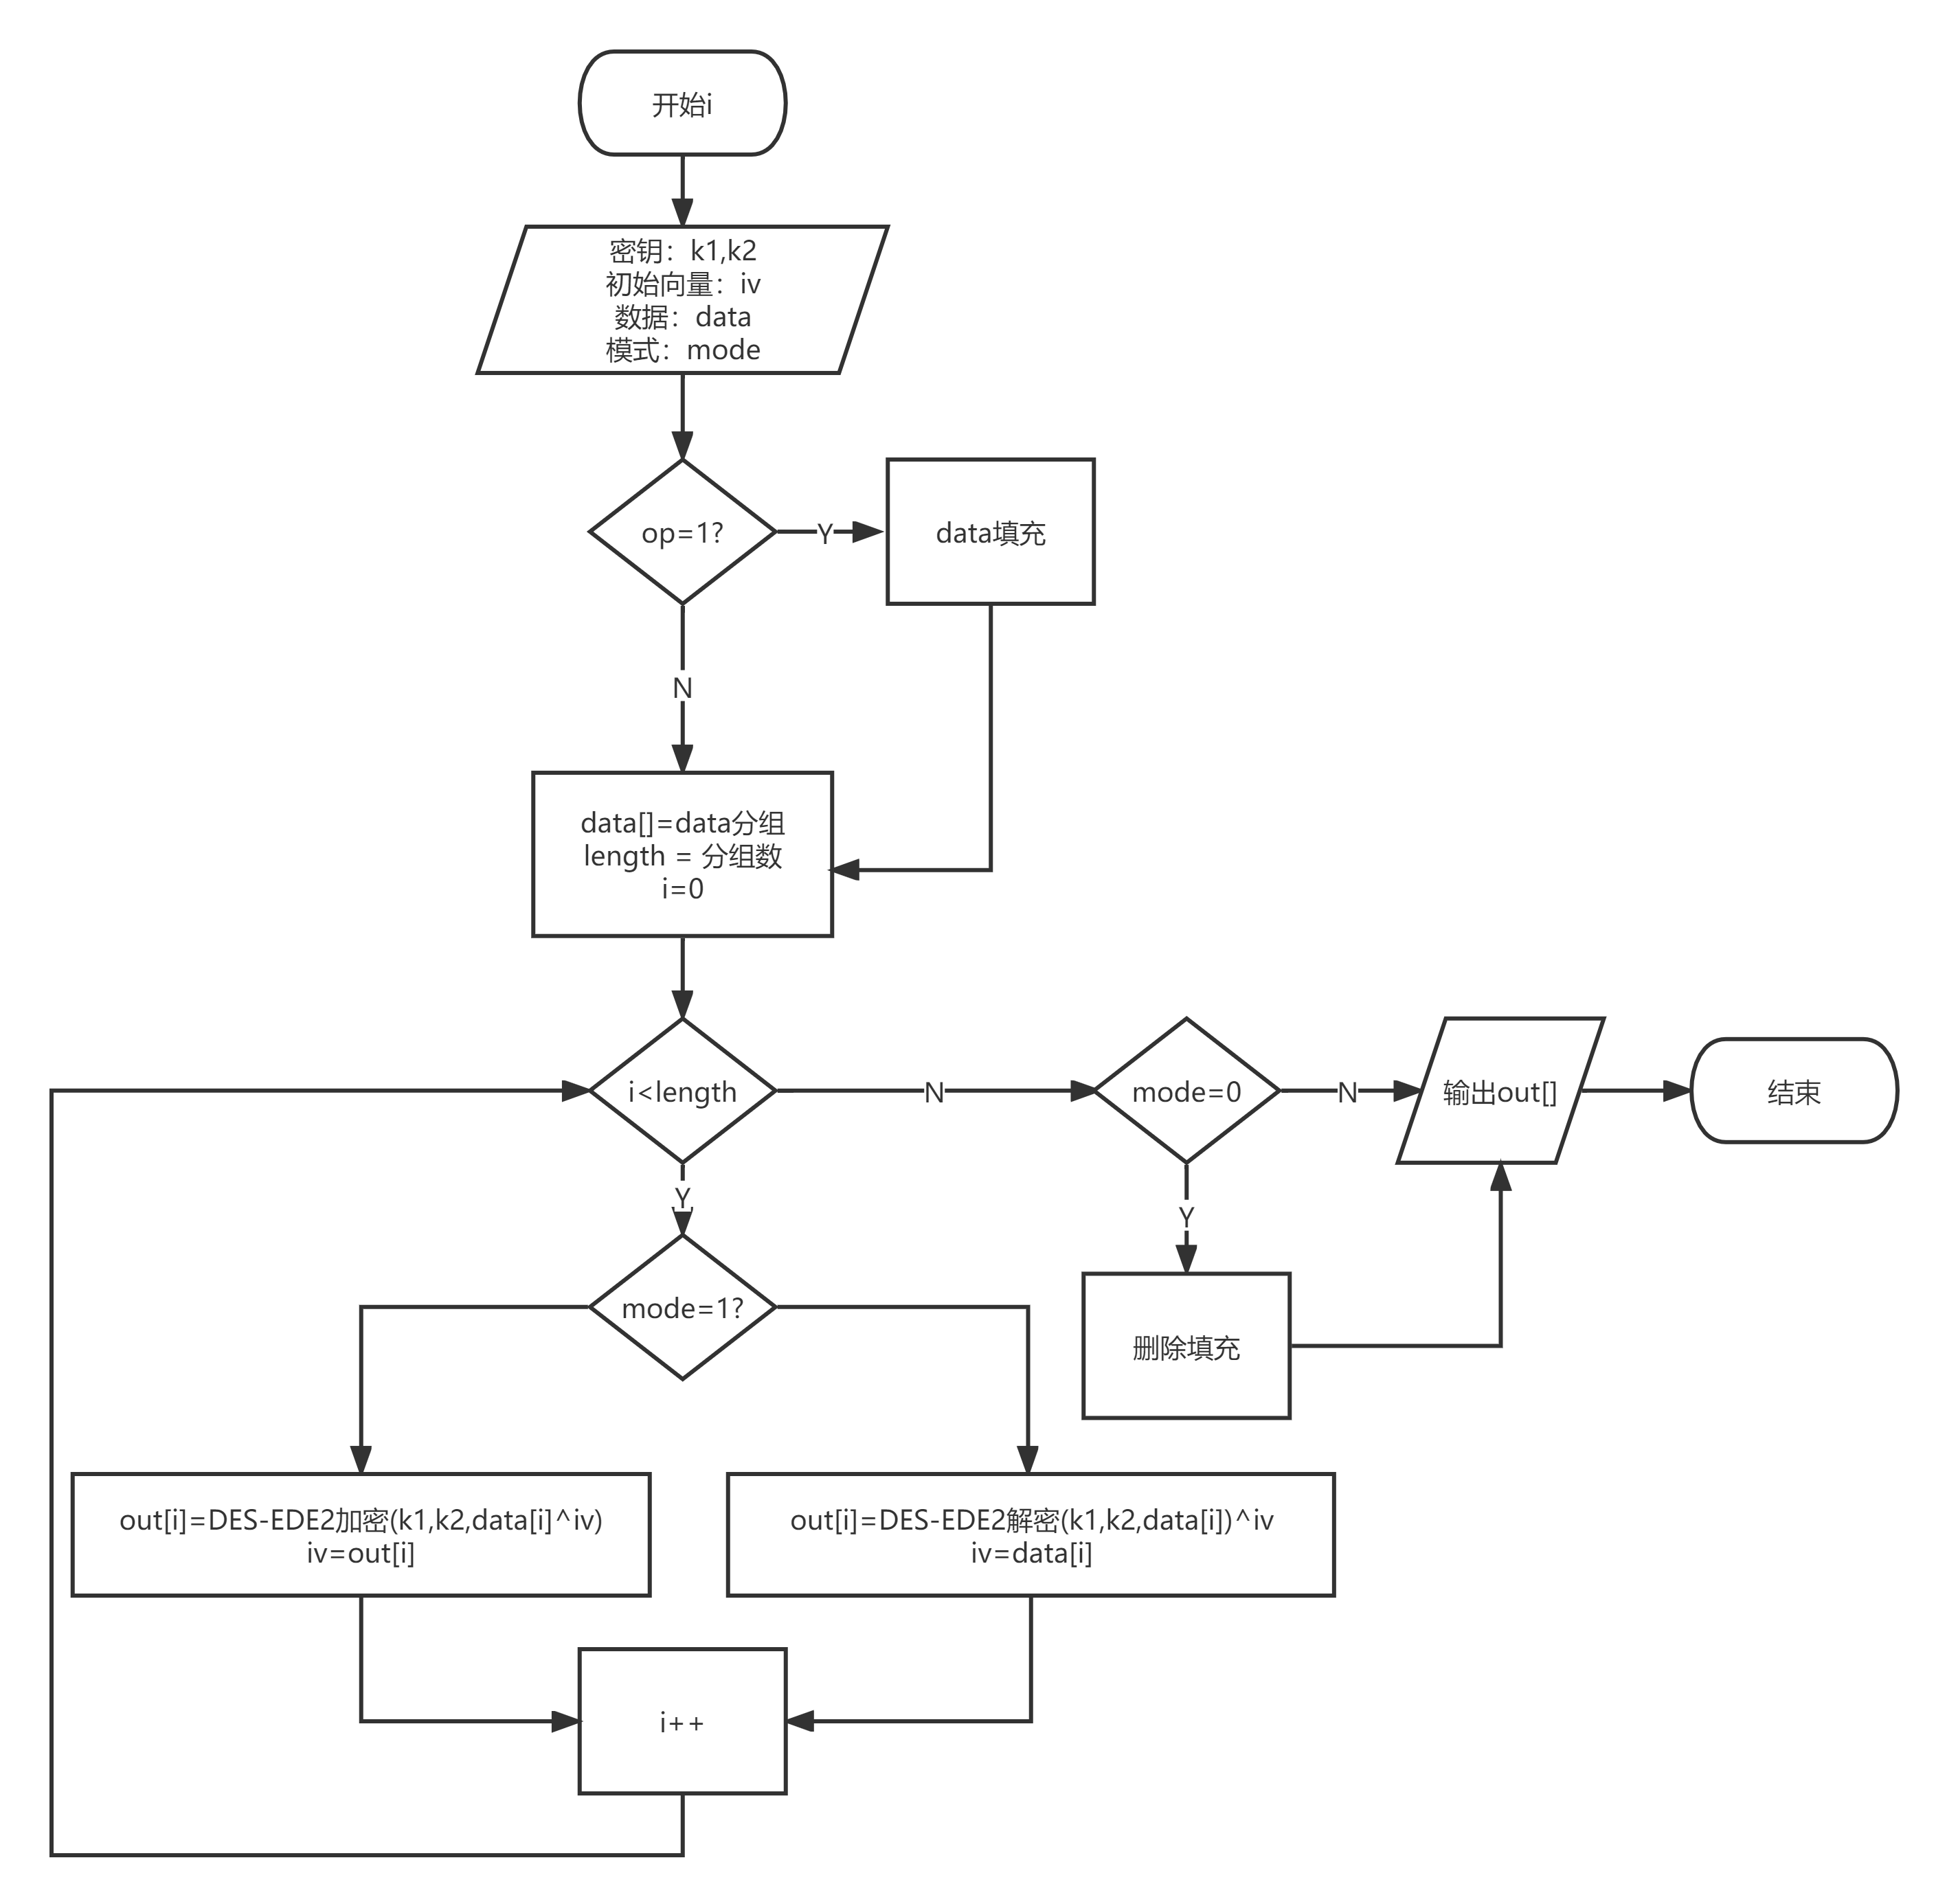 开始i
密钥：k1,k2
初始向量：iv
数据：data
模式：mode
op=1?
Y
data填充
N
data[]=data分组
length = 分组数
i=0
i<length
N
mode=0
N
输出out[]
结束
Y
Y
mode=1?
删除填充
out[i]=DES-EDE2加密(k1,k2,data[i]^iv)
iv=out[i]
out[i]=DES-EDE2解密(k1,k2,data[i])^iv
iv=data[i]
i++